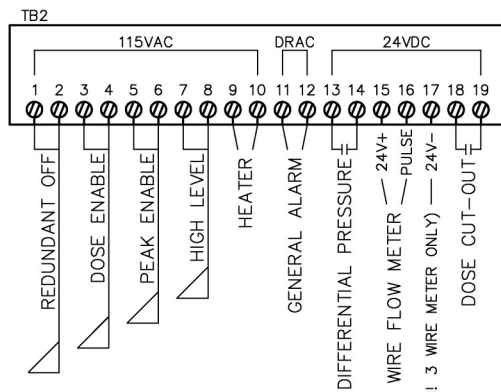 TB2
115VAC
DRAC
24VDC
1 2 3 4 5 6 7 8 9 10 11 12 13 14 15 16 17 18 19
REDUNDANT OFF
DOSE ENABLE
PEAK ENABLE
HIGH LEVEL
HEATER
GENERAL ALARM
DIFFERENTIAL PRESSURE
24V+
PULSE
WIRE FLOW METER
24V-
3 WIRE METER ONLY)
DOSE CUT-OUT